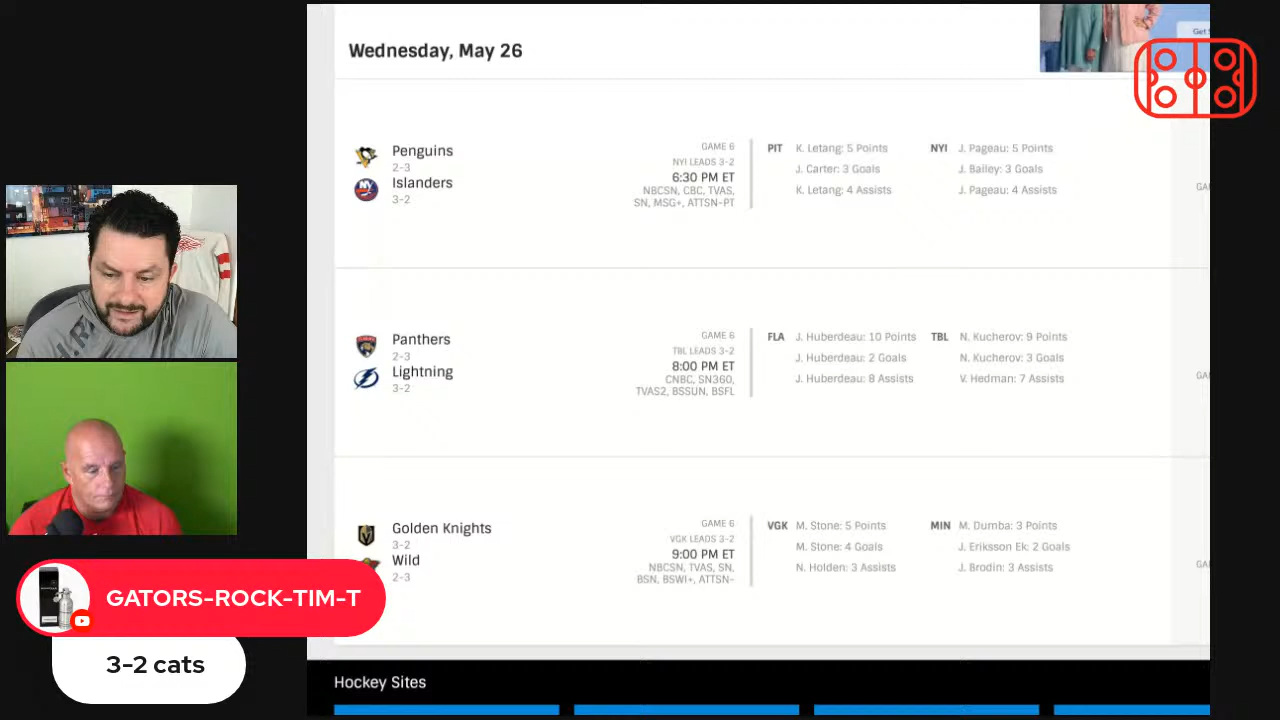 Wednesday, May 26
Get
Penguins
2-3
Islanders
3-2
GAME 6
NYI LEADS 3-2
6:30 PM ET
NBCSN, CBC, TVAS,
SN, MSG+, ATTSN-PT
PIT K. Letang: 5 Points
J. Carter: 3 Goals
K. Letang: 4 Assists
NYI J. Pageau: 5 Points
J. Bailey: 3 Goals
J. Pageau: 4 Assists
Panthers
2-3
Lightning
3-2
GAME 6
TBL LEADS 3-2
8:00 PM ET
CNBC, SN360,
TVAS2, BSSUN, BSFL
FLA J. Huberdeau: 10 Points
J. Huberdeau: 2 Goals
J. Huberdeau: 8 Assists
TBL N. Kucherov: 9 Points
N. Kucherov: 3 Goals
V. Hedman: 7 Assists
Golden Knights
3-2
Wild
2-3
GAME 6
VGK LEADS 3-2
9:00 PM ET
NBCSN, TVAS, SN,
BSN, BSWI+, ATTSN-
VGK M. Stone: 5 Points
M. Stone: 4 Goals
N. Holden: 3 Assists
MIN M. Dumba: 3 Points
J. Eriksson Ek: 2 Goals
J. Brodin: 3 Assists
GATORS-ROCK-TIM-T
3-2 cats
Hockey Sites